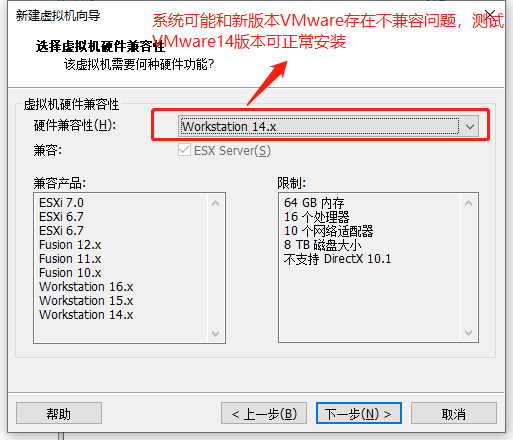 新建虚拟机向导
系统可能和新版本VMware存在不兼容问题，测试
VMware14版本可正常安装
选择虚拟机硬件兼容性
该虚拟机需要何种硬件功能?
虚拟机硬件兼容性
硬件兼容性(H):
Workstation 14.x
兼容:
ESX Server(S)
兼容产品:
ESXi 7.0
ESXi 6.7
ESXi 6.7
Fusion 12.x
Fusion 11.x
Fusion 10.x
Workstation 16.x
Workstation 15.x
Workstation 14.x
限制:
64 GB 内存
16 个处理器
10 个网络适配器
8 TB 磁盘大小
不支持 DirectX 10.1
帮助
< 上一步(B)
下一步(N) >
取消